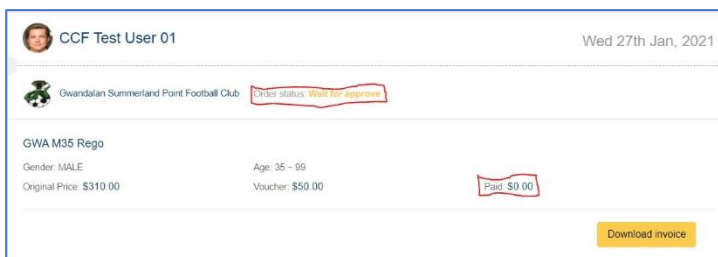 CCF Test User 01
Wed 27th Jan, 2021
Gwandalan Summerland Point Football Club
Order status: Wait for approve
GWA M35 Rego
Gender: MALE
Age: 35 ~ 99
Original Price: $310.00
Voucher: $50.00
Paid: $0.00
Download invoice